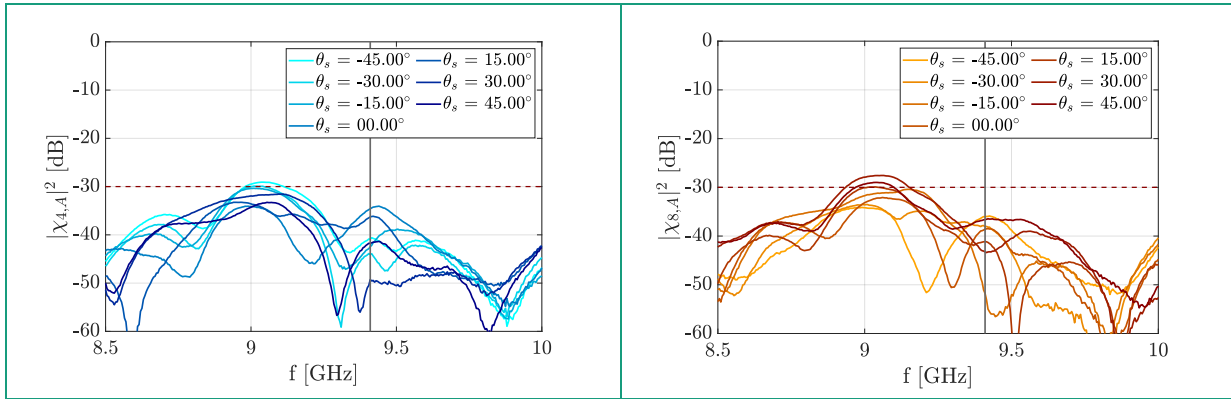 0
-10
-20
-30
-40
-50
-60
|χ4,A|² [dB]
θs = -45.00° θs = 15.00°
θs = -30.00° θs = 30.00°
θs = -15.00° θs = 45.00°
θs = 00.00°
8.5 9 9.5 10
f [GHz]
0
-10
-20
-30
-40
-50
-60
|χ8,A|² [dB]
θs = -45.00° θs = 15.00°
θs = -30.00° θs = 30.00°
θs = -15.00° θs = 45.00°
θs = 00.00°
8.5 9 9.5 10
f [GHz]